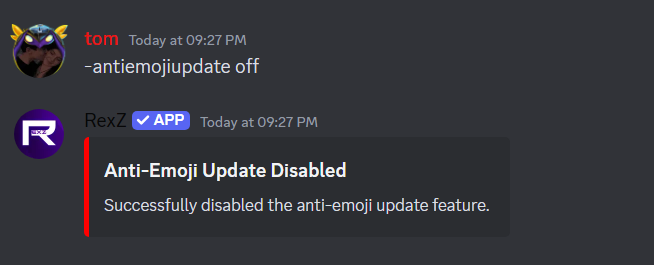 tom Today at 09:27 PM
-antiemojiupdate off
RexZ ✓ APP Today at 09:27 PM
Anti-Emoji Update Disabled
Successfully disabled the anti-emoji update feature.